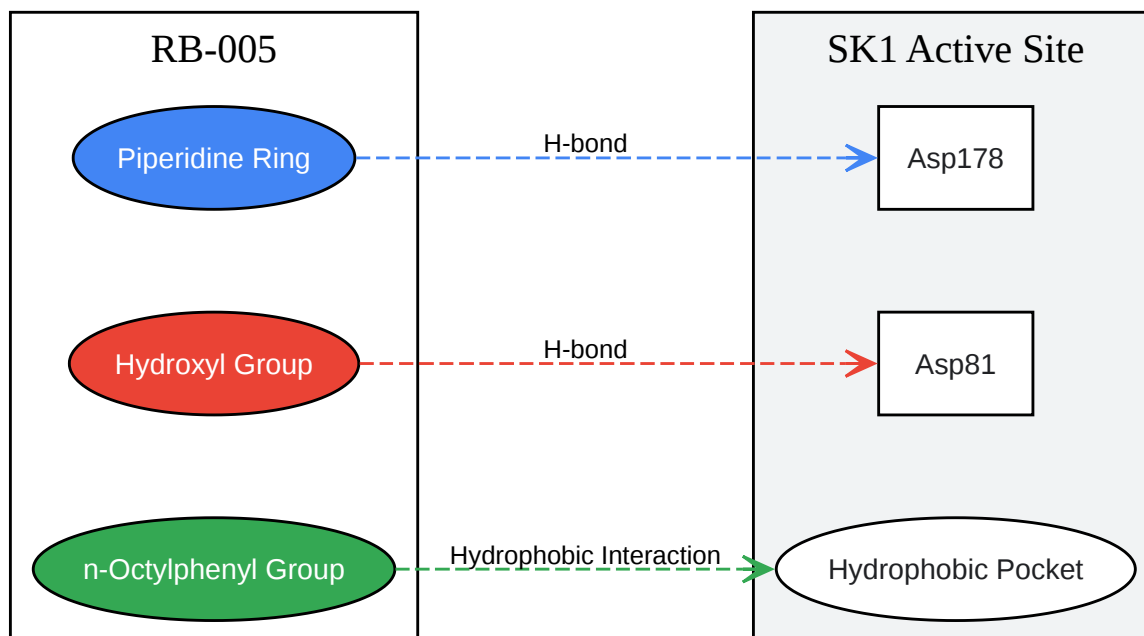 RB-005
SK1 Active Site
Piperidine Ring
H-bond
Asp178
Hydroxyl Group
H-bond
Asp81
n-Octylphenyl Group
Hydrophobic Interaction
Hydrophobic Pocket